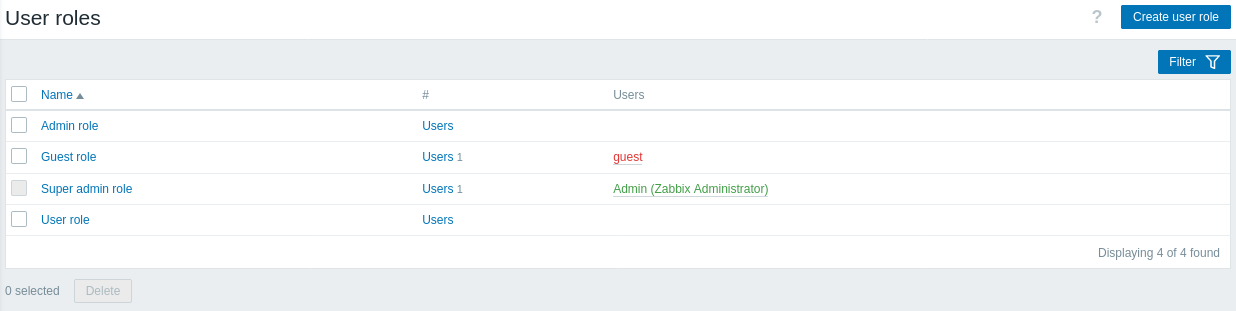 User roles
? Create user role
Filter
Name # Users
Admin role Users
Guest role Users 1 guest
Super admin role Users 1 Admin (Zabbix Administrator)
User role Users
Displaying 4 of 4 found
0 selected Delete